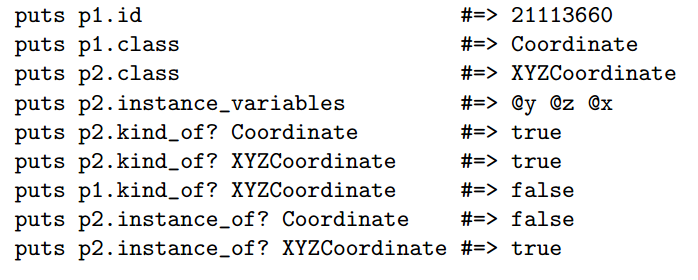 puts p1.id                          #=> 21113660
puts p1.class                       #=> Coordinate
puts p2.class                       #=> XYZCoordinate
puts p2.instance_variables          #=> @y @z @x
puts p2.kind_of? Coordinate         #=> true
puts p2.kind_of? XYZCoordinate      #=> true
puts p1.kind_of? XYZCoordinate      #=> false
puts p2.instance_of? Coordinate     #=> false
puts p2.instance_of? XYZCoordinate #=> true